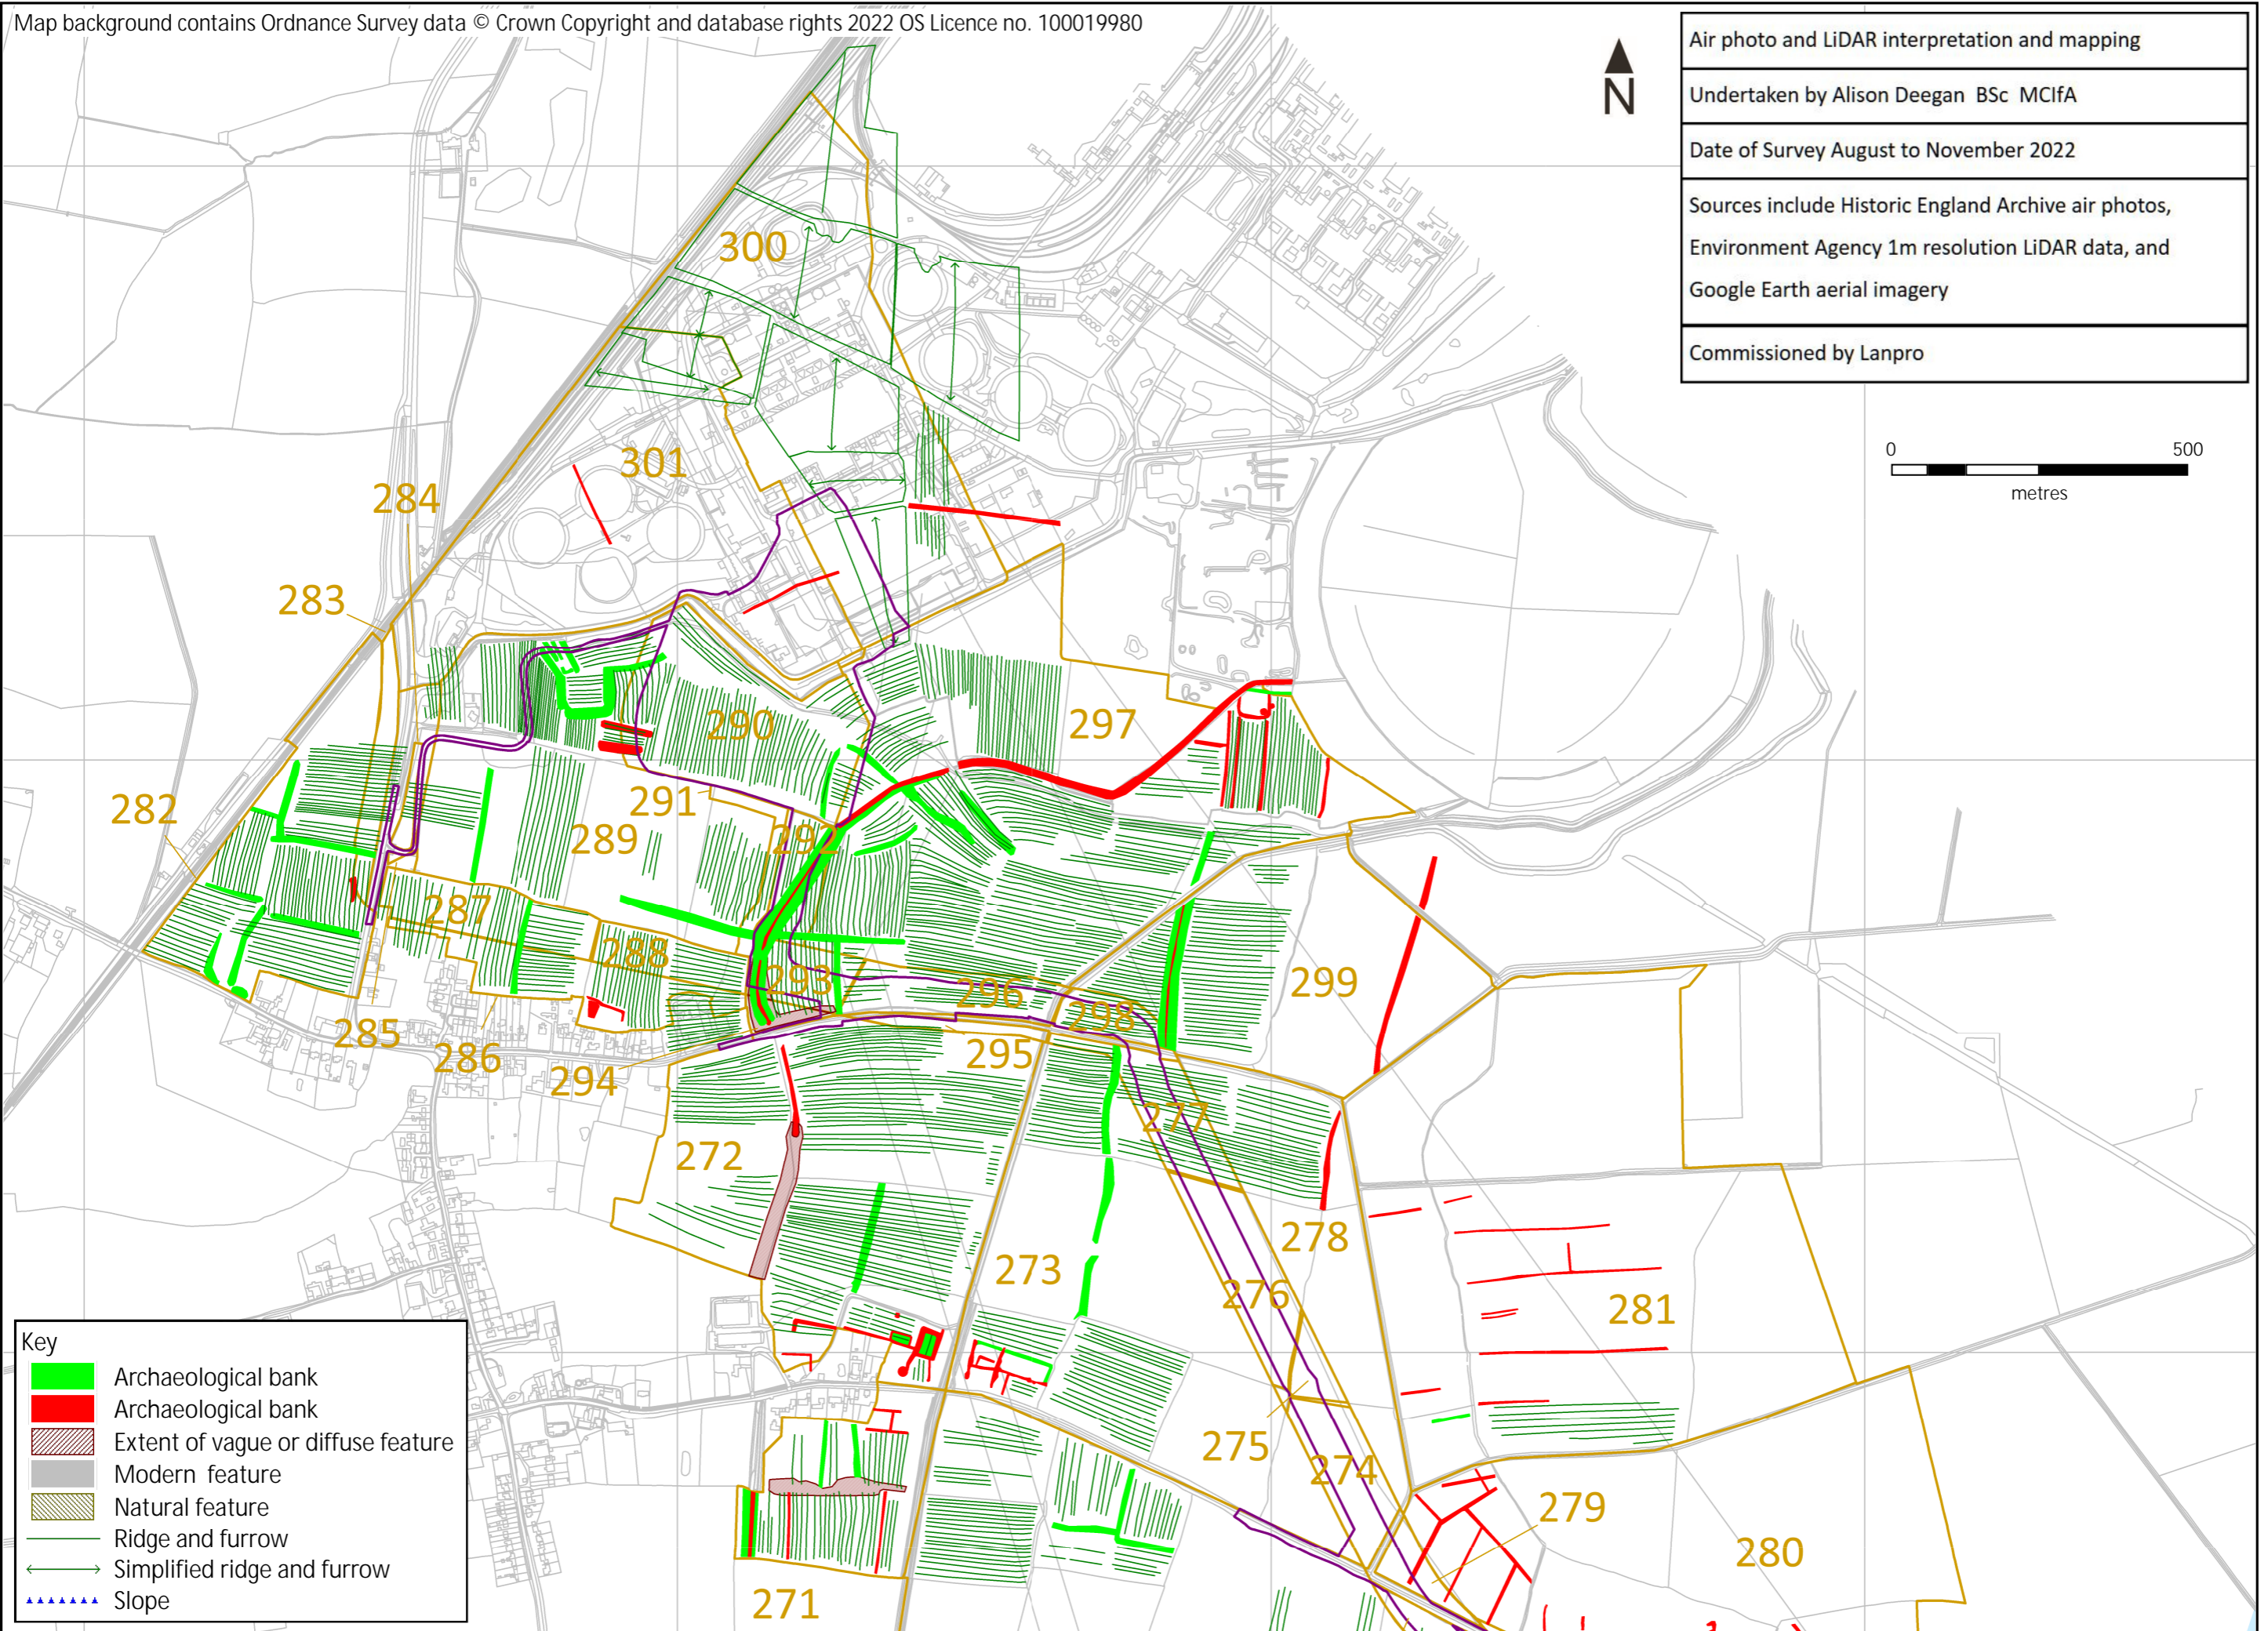 Map background contains Ordnance Survey data © Crown Copyright and database rights 2022 OS Licence no. 100019980
Air photo and LiDAR interpretation and mapping
Undertaken by Alison Deegan BSc MCIfA
Date of Survey August to November 2022
Sources include Historic England Archive air photos,
Environment Agency 1m resolution LiDAR data, and
Google Earth aerial imagery
Commissioned by Lanpro
N
0 500
metres
300
301
284
283
290
297
282
291
289
292
287
288
293
296
299
298
285
286
295
294
277
272
278
273
276
281
275
274
279
280
271
Key
Archaeological bank
Archaeological bank
Extent of vague or diffuse feature
Modern feature
Natural feature
Ridge and furrow
Simplified ridge and furrow
Slope